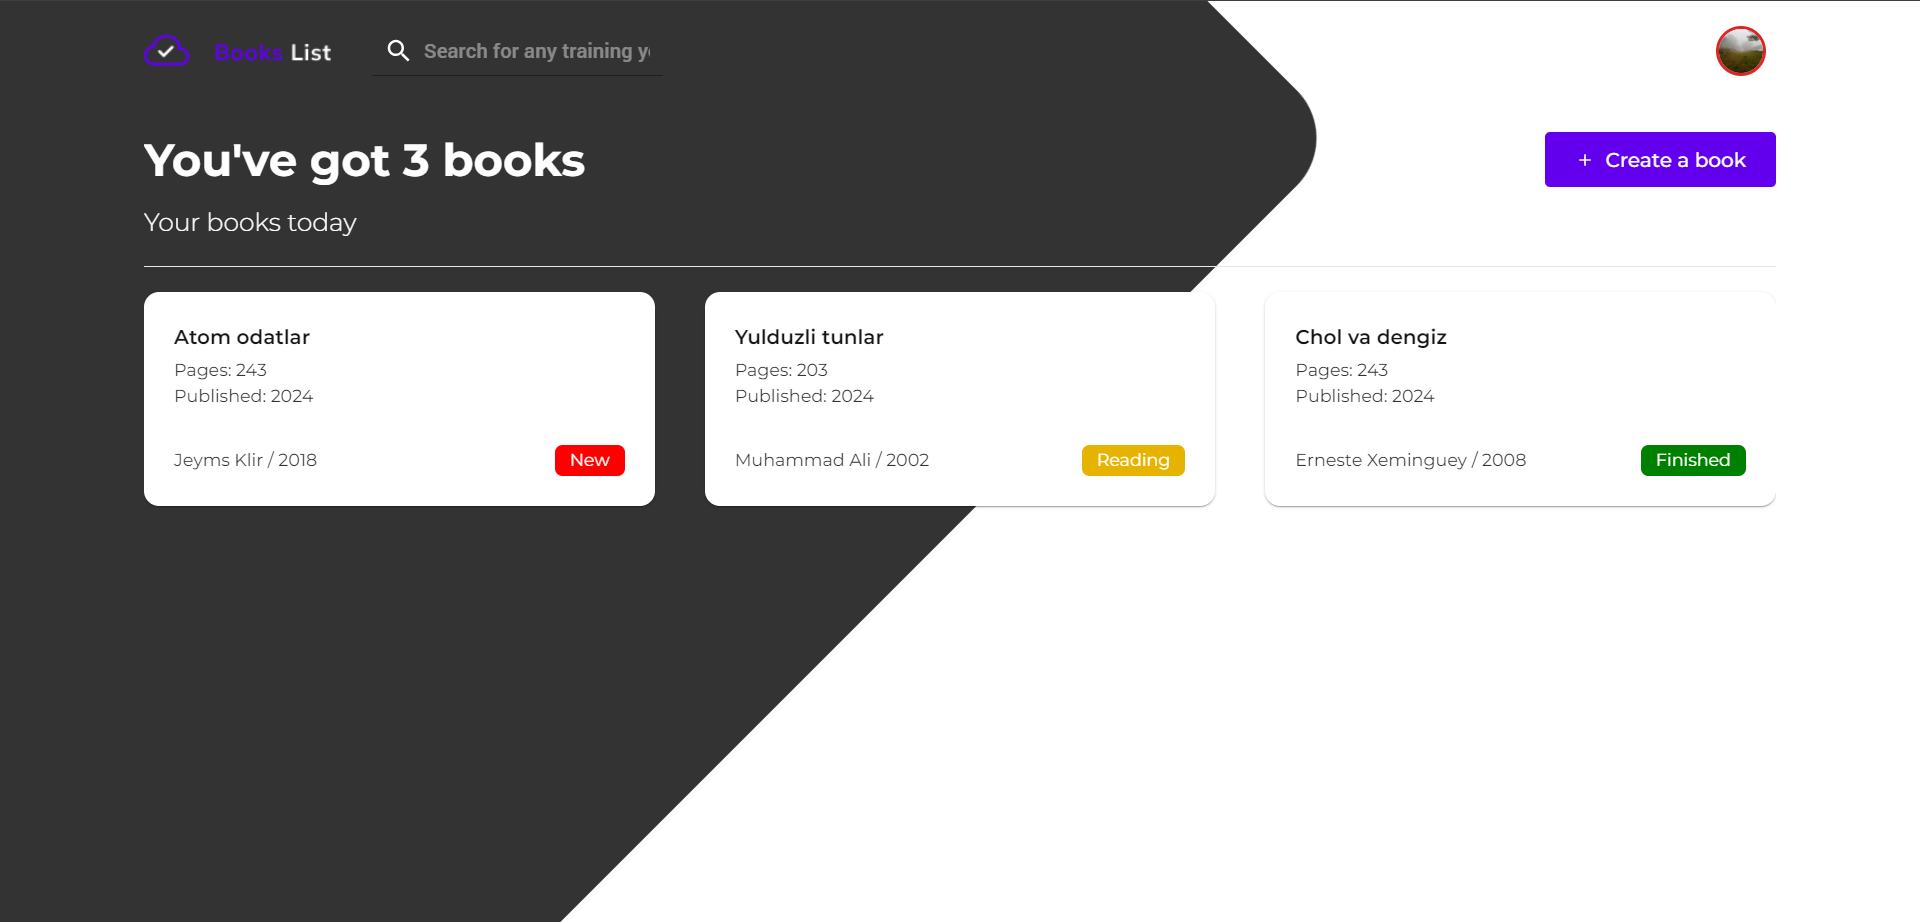 Books List
Search for any training y
You've got 3 books
+ Create a book
Your books today
Atom odatlar
Pages: 243
Published: 2024
Jeyms Klir / 2018
New
Yulduzli tunlar
Pages: 203
Published: 2024
Muhammad Ali / 2002
Reading
Chol va dengiz
Pages: 243
Published: 2024
Erneste Xeminguey / 2008
Finished